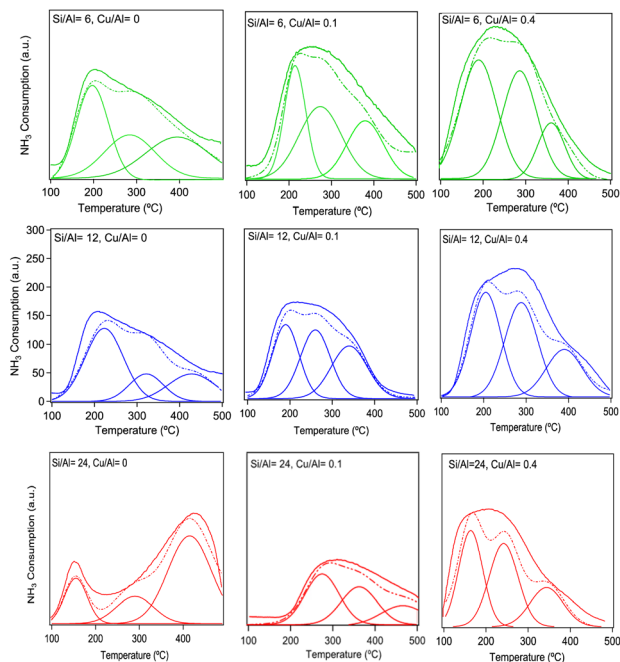 Si/Al= 6, Cu/Al= 0
Si/Al= 6, Cu/Al= 0.1
Si/Al= 6, Cu/Al= 0.4
NH3 Consumption (a.u.)
100 200 300 400
100 200 300 400 500
100 200 300 400 500
Temperature (ºC)
Temperature (ºC)
Temperature (ºC)
Si/Al= 12, Cu/Al= 0
Si/Al= 12, Cu/Al= 0.1
Si/Al= 12, Cu/Al= 0.4
NH3 Consumption (a.u.)
300
250
200
150
100
50
0
100 200 300 400 500
100 200 300 400 500
100 200 300 400 500
Temperature (ºC)
Temperature (ºC)
Temperature (ºC)
Si/Al= 24, Cu/Al= 0
Si/Al= 24, Cu/Al= 0.1
Si/Al=24, Cu/Al= 0.4
NH3 Consumption (a.u.)
100 200 300 400
100 200 300 400 500
100 200 300 400 500
Temperature (ºC)
Temperature (ºC)
Temperature (ºC)